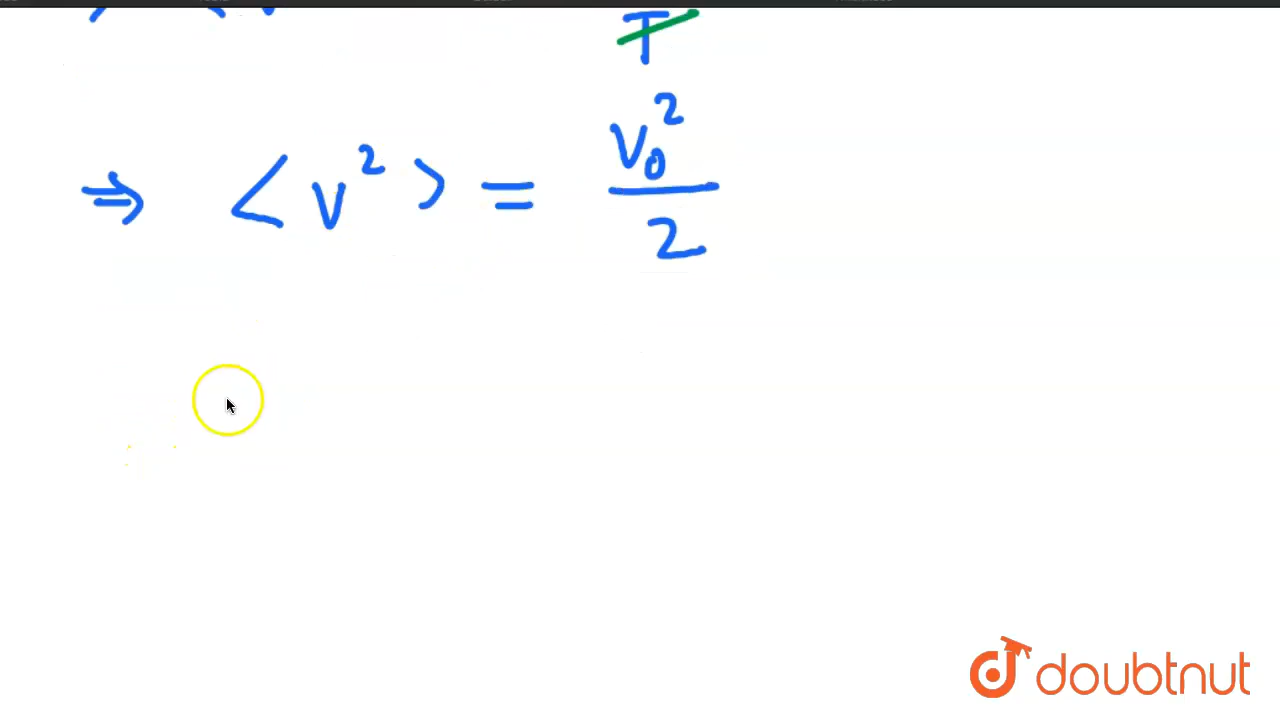 T
⇒ <v²> = v₀²/2
doubtnut